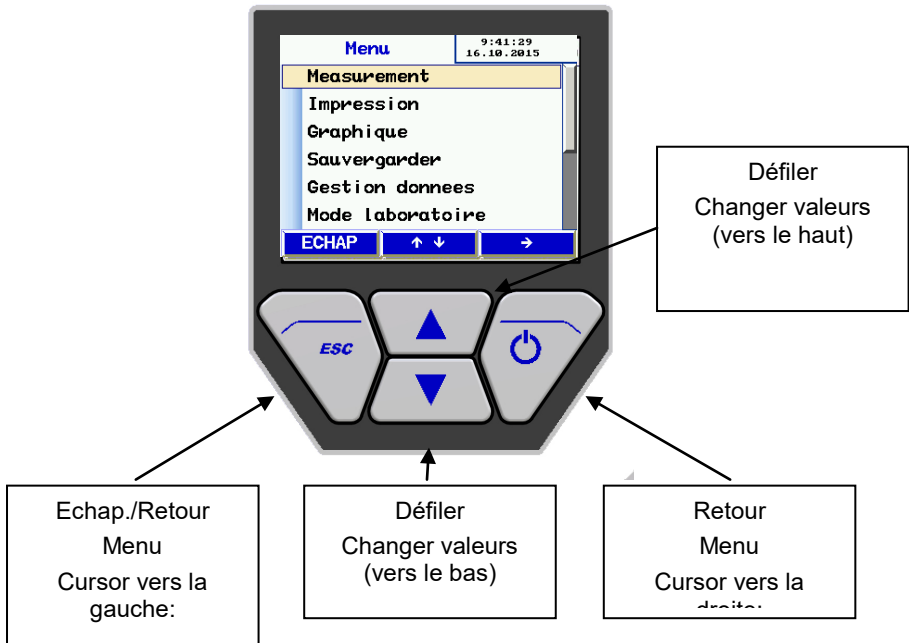 Menu
9:41:29
16.10.2015
Measurement
Impression
Graphique
Sauvergarder
Gestion donnees
Mode laboratoire
ECHAP ↑ ↓ →
ESC
Défiler
Changer valeurs
(vers le haut)
Echap./Retour
Menu
Cursor vers la
gauche:
Défiler
Changer valeurs
(vers le bas)
Retour
Menu
Cursor vers la
droite: